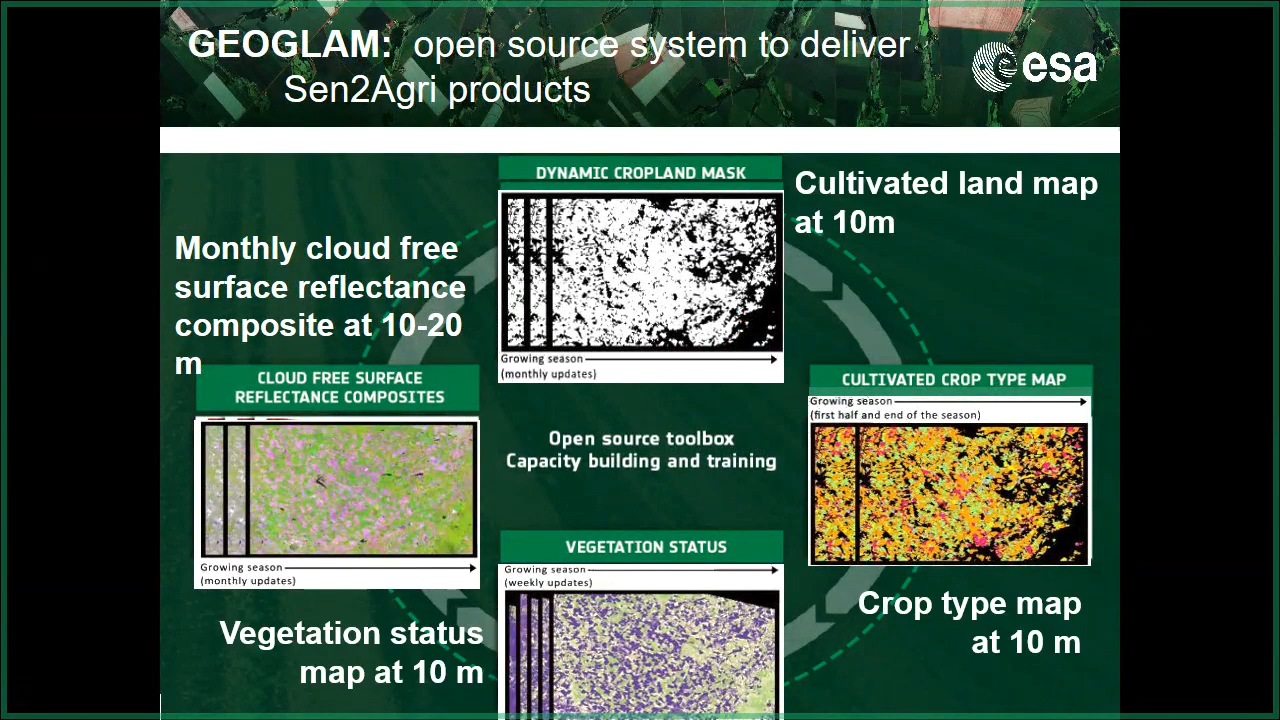 GEOGLAM: open source system to deliver
Sen2Agri products
esa
DYNAMIC CROPLAND MASK
Growing season
(monthly updates)
Cultivated land map
at 10m
Monthly cloud free
surface reflectance
composite at 10-20
m
CLOUD FREE SURFACE
REFLECTANCE COMPOSITES
Growing season
(monthly updates)
Open source toolbox
Capacity building and training
CULTIVATED CROP TYPE MAP
Growing season
(first half and end of the season)
Crop type map
at 10 m
VEGETATION STATUS
Growing season
(weekly updates)
Vegetation status
map at 10 m